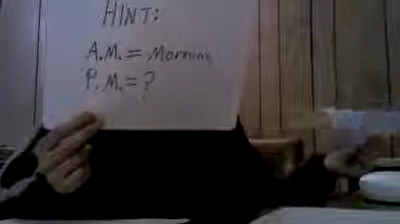 HINT:
A.M. = Morning
P.M. = ?